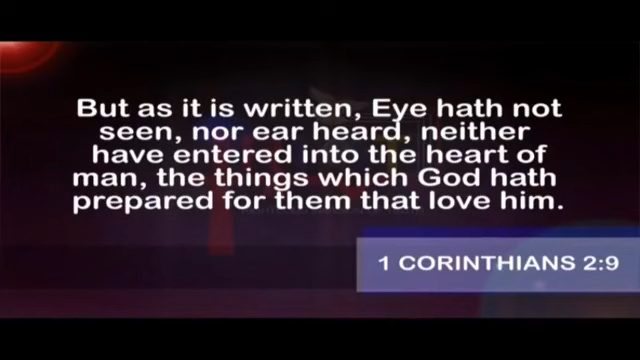 But as it is written, Eye hath not
seen, nor ear heard, neither
have entered into the heart of
man, the things which God hath
prepared for them that love him.
1 CORINTHIANS 2:9